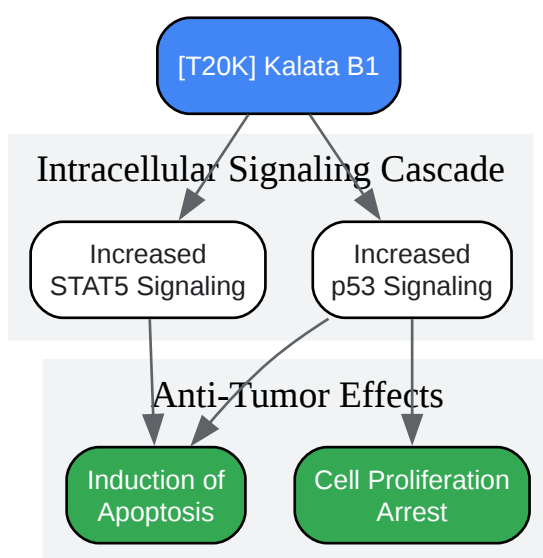 [T20K] Kalata B1
Intracellular Signaling Cascade
Increased
STAT5 Signaling
Increased
p53 Signaling
Anti-Tumor Effects
Induction of
Apoptosis
Cell Proliferation
Arrest